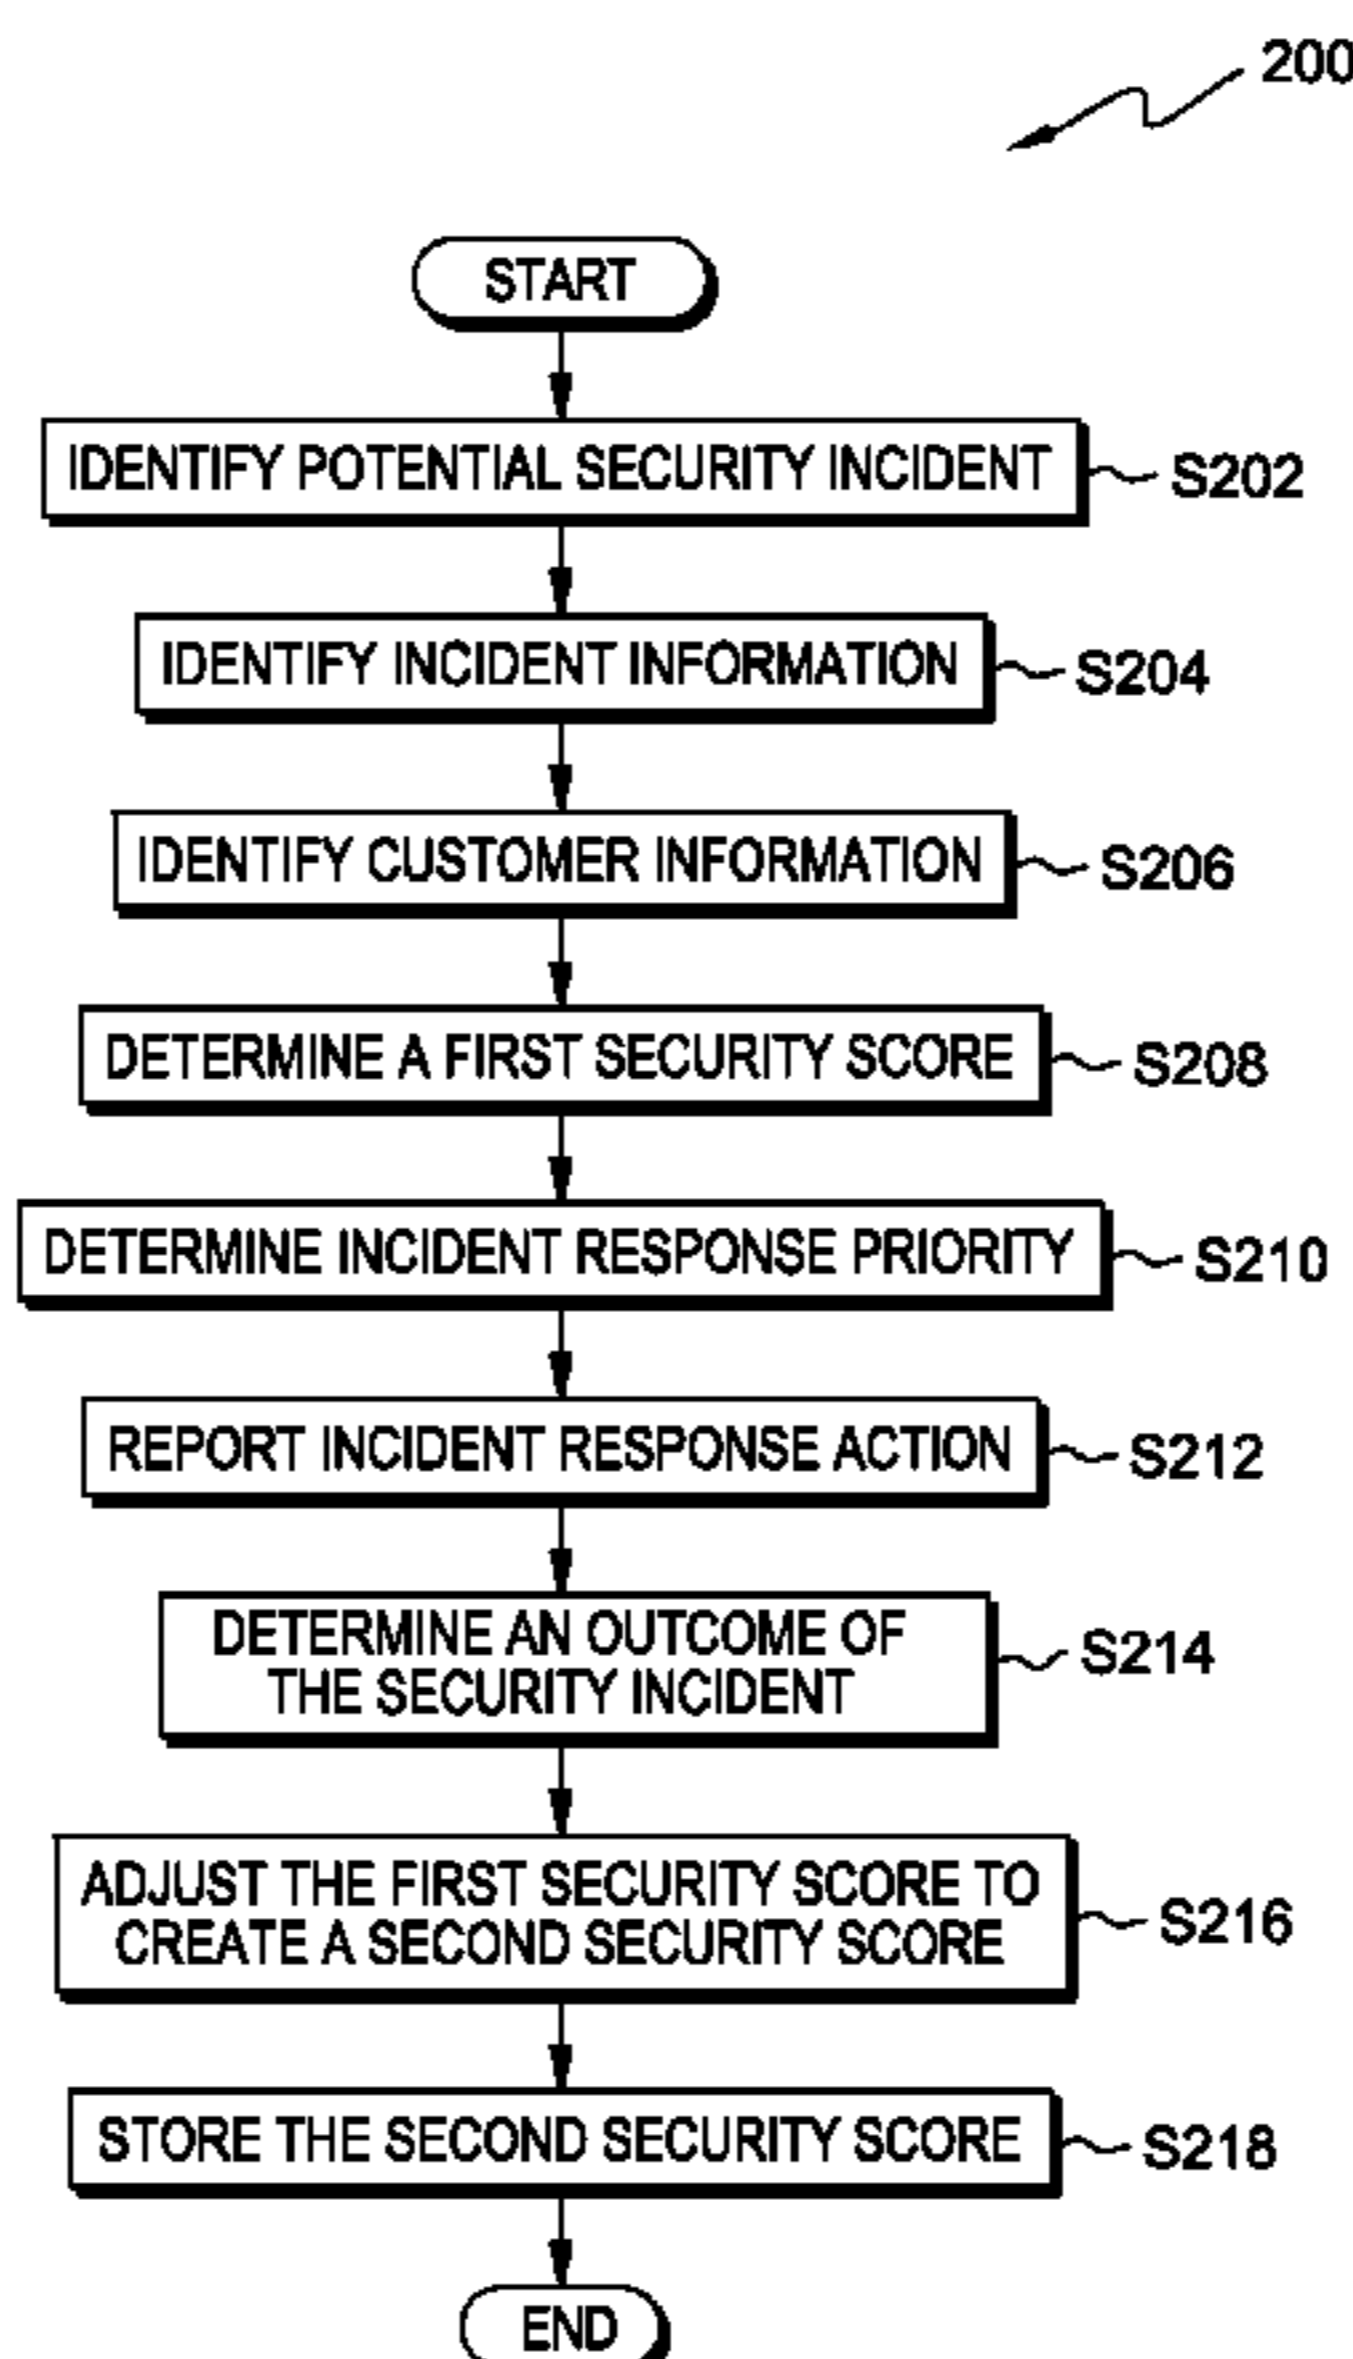 200
START
IDENTIFY POTENTIAL SECURITY INCIDENT
S202
IDENTIFY INCIDENT INFORMATION
S204
IDENTIFY CUSTOMER INFORMATION
S206
DETERMINE A FIRST SECURITY SCORE
S208
DETERMINE INCIDENT RESPONSE PRIORITY
S210
REPORT INCIDENT RESPONSE ACTION
S212
DETERMINE AN OUTCOME OF
THE SECURITY INCIDENT
S214
ADJUST THE FIRST SECURITY SCORE TO
CREATE A SECOND SECURITY SCORE
S216
STORE THE SECOND SECURITY SCORE
S218
END